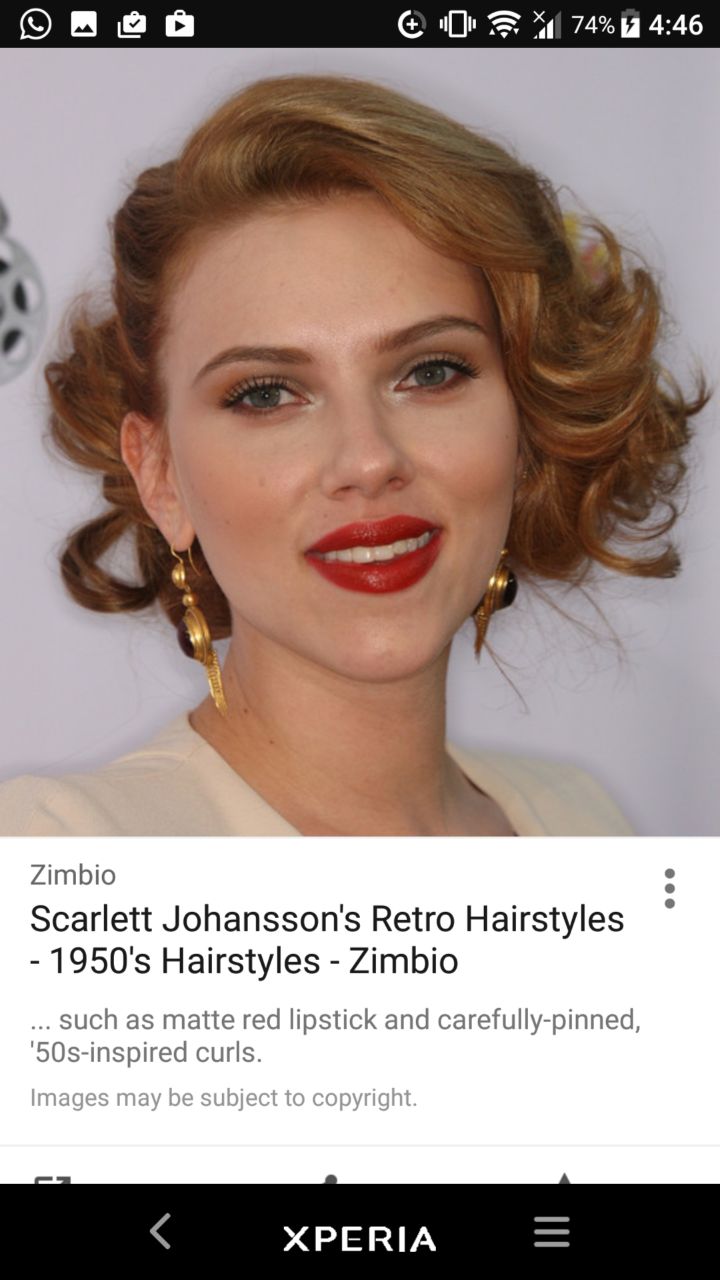 74% 4:46
Zimbio
Scarlett Johansson's Retro Hairstyles
- 1950's Hairstyles - Zimbio
... such as matte red lipstick and carefully-pinned,
'50s-inspired curls.
Images may be subject to copyright.
XPERIA